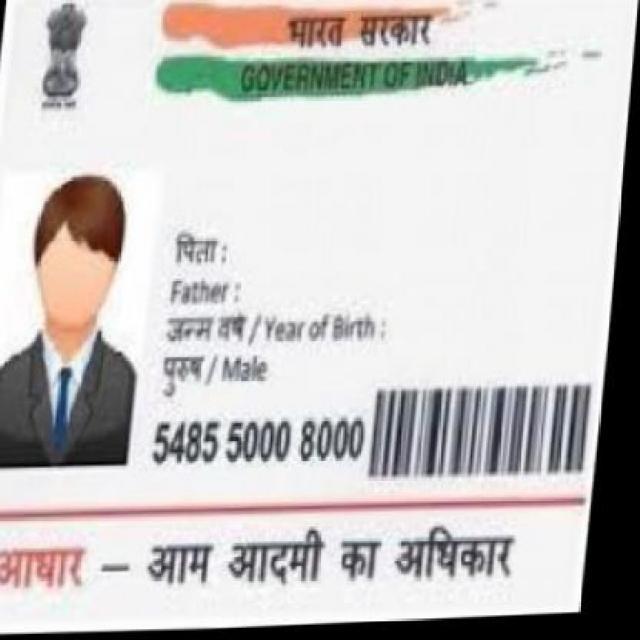 भारत सरकार
GOVERNMENT OF INDIA
पिता :
Father :
जन्म वर्ष / Year of Birth :
पुरुष / Male
5485 5000 8000
आधार – आम आदमी का अधिकार